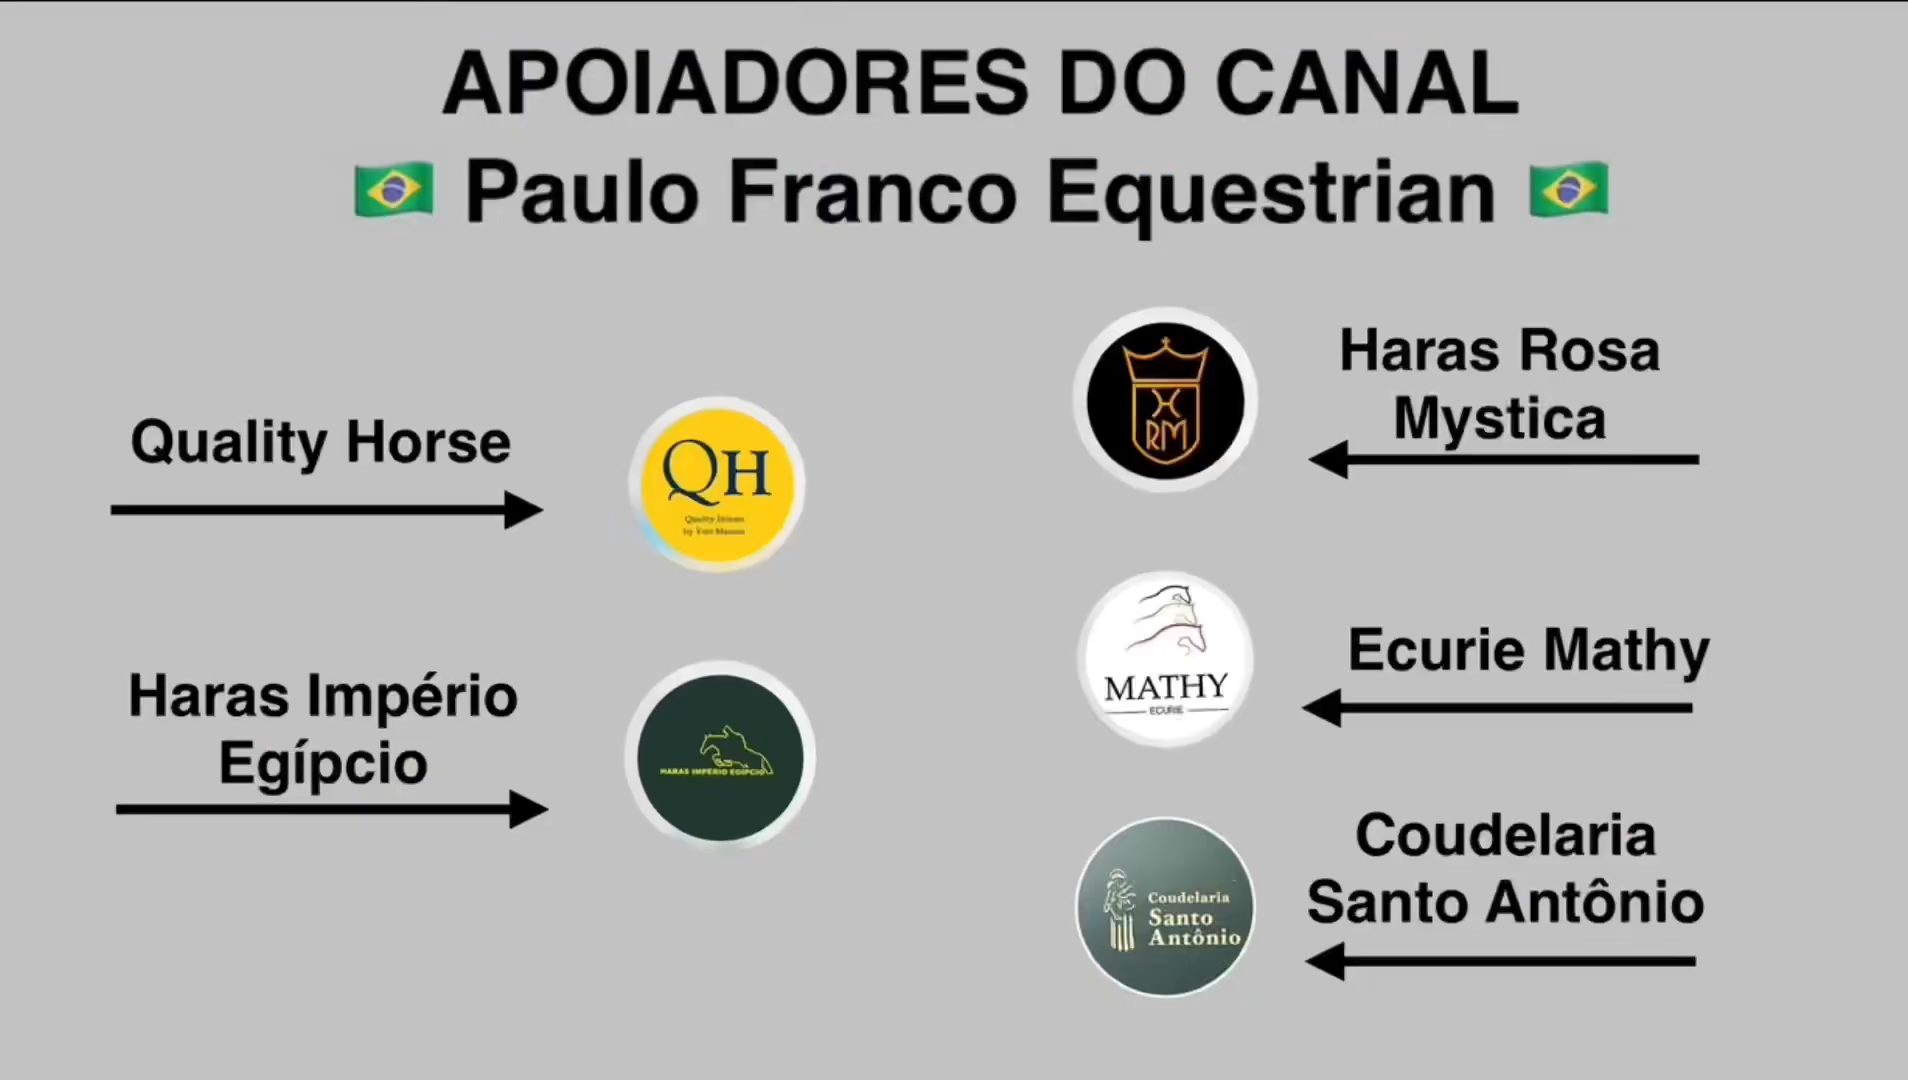 APOIADORES DO CANAL
🇧🇷 Paulo Franco Equestrian 🇧🇷
Quality Horse
QH
Haras Império
Egípcio
HARAS IMPÉRIO EGÍPCIO
Haras Rosa
Mystica
H
RM
Ecurie Mathy
MATHY
ECURIE
Coudelaria
Santo Antônio
Coudelaria
Santo
Antônio